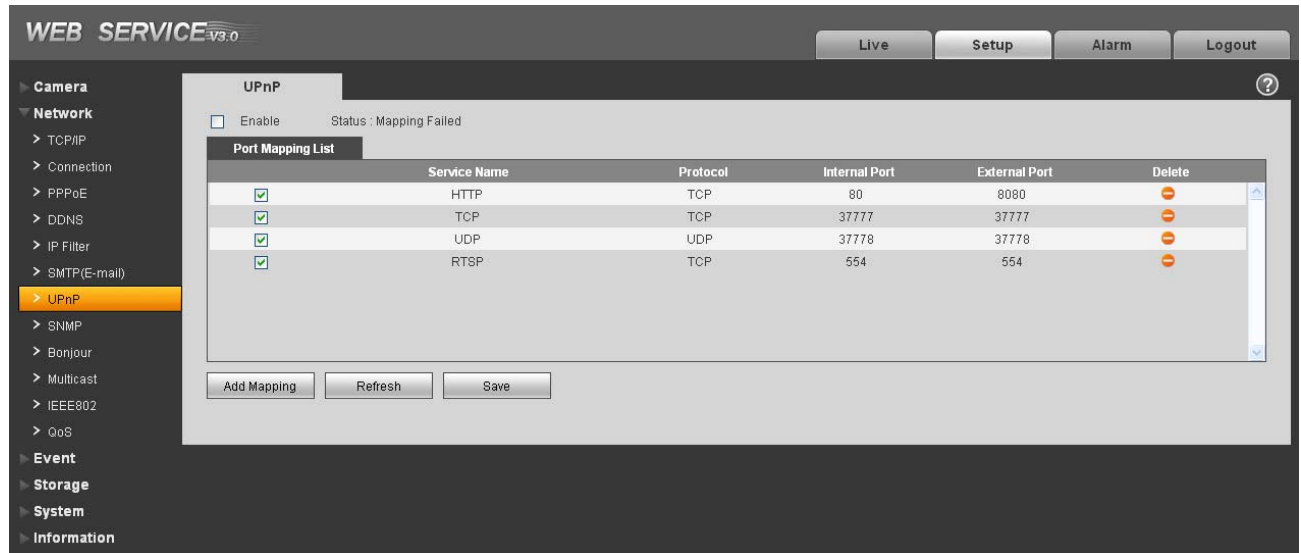 WEB SERVICE V3.0
Live Setup Alarm Logout
Camera
Network
TCP/IP
Connection
PPPoE
DDNS
IP Filter
SMTP(E-mail)
UPnP
SNMP
Bonjour
Multicast
IEEE802
QoS
Event
Storage
System
Information
UPnP ?
Enable Status : Mapping Failed
Port Mapping List
Service Name Protocol Internal Port External Port Delete
HTTP TCP 80 8080
TCP TCP 37777 37777
UDP UDP 37778 37778
RTSP TCP 554 554
Add Mapping Refresh Save